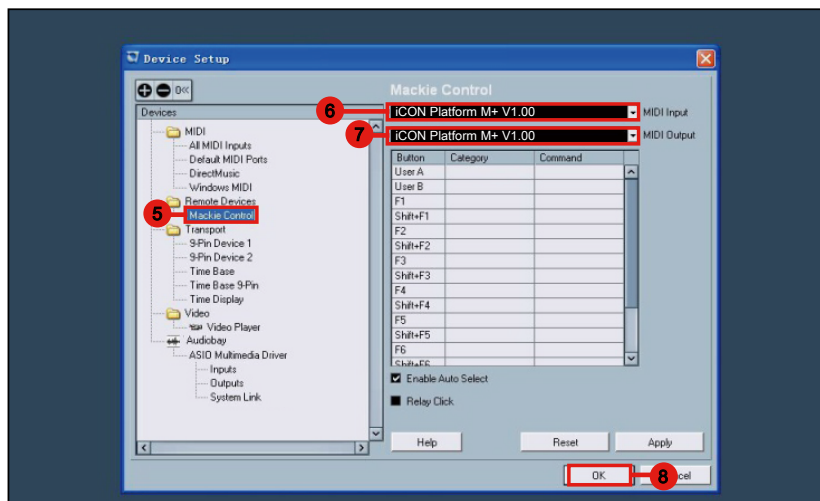 Device Setup
Mackie Control
Devices
6
iCON Platform M+ V1.00
MIDI Input
7
iCON Platform M+ V1.00
MIDI Output
MIDI
All MIDI Inputs
Default MIDI Ports
DirectMusic
Windows MIDI
Remote Devices
5
Mackie Control
Transport
9-Pin Device 1
9-Pin Device 2
Time Base
Time Base 9-Pin
Time Display
Video
Video Player
Audiobay
ASIO Multimedia Driver
Inputs
Outputs
System Link
Button Category Command
User A
User B
F1
Shift+F1
F2
Shift+F2
F3
Shift+F3
F4
Shift+F4
F5
Shift+F5
F6
Shift+F6
Enable Auto Select
Relay Click
Help Reset Apply
OK
8